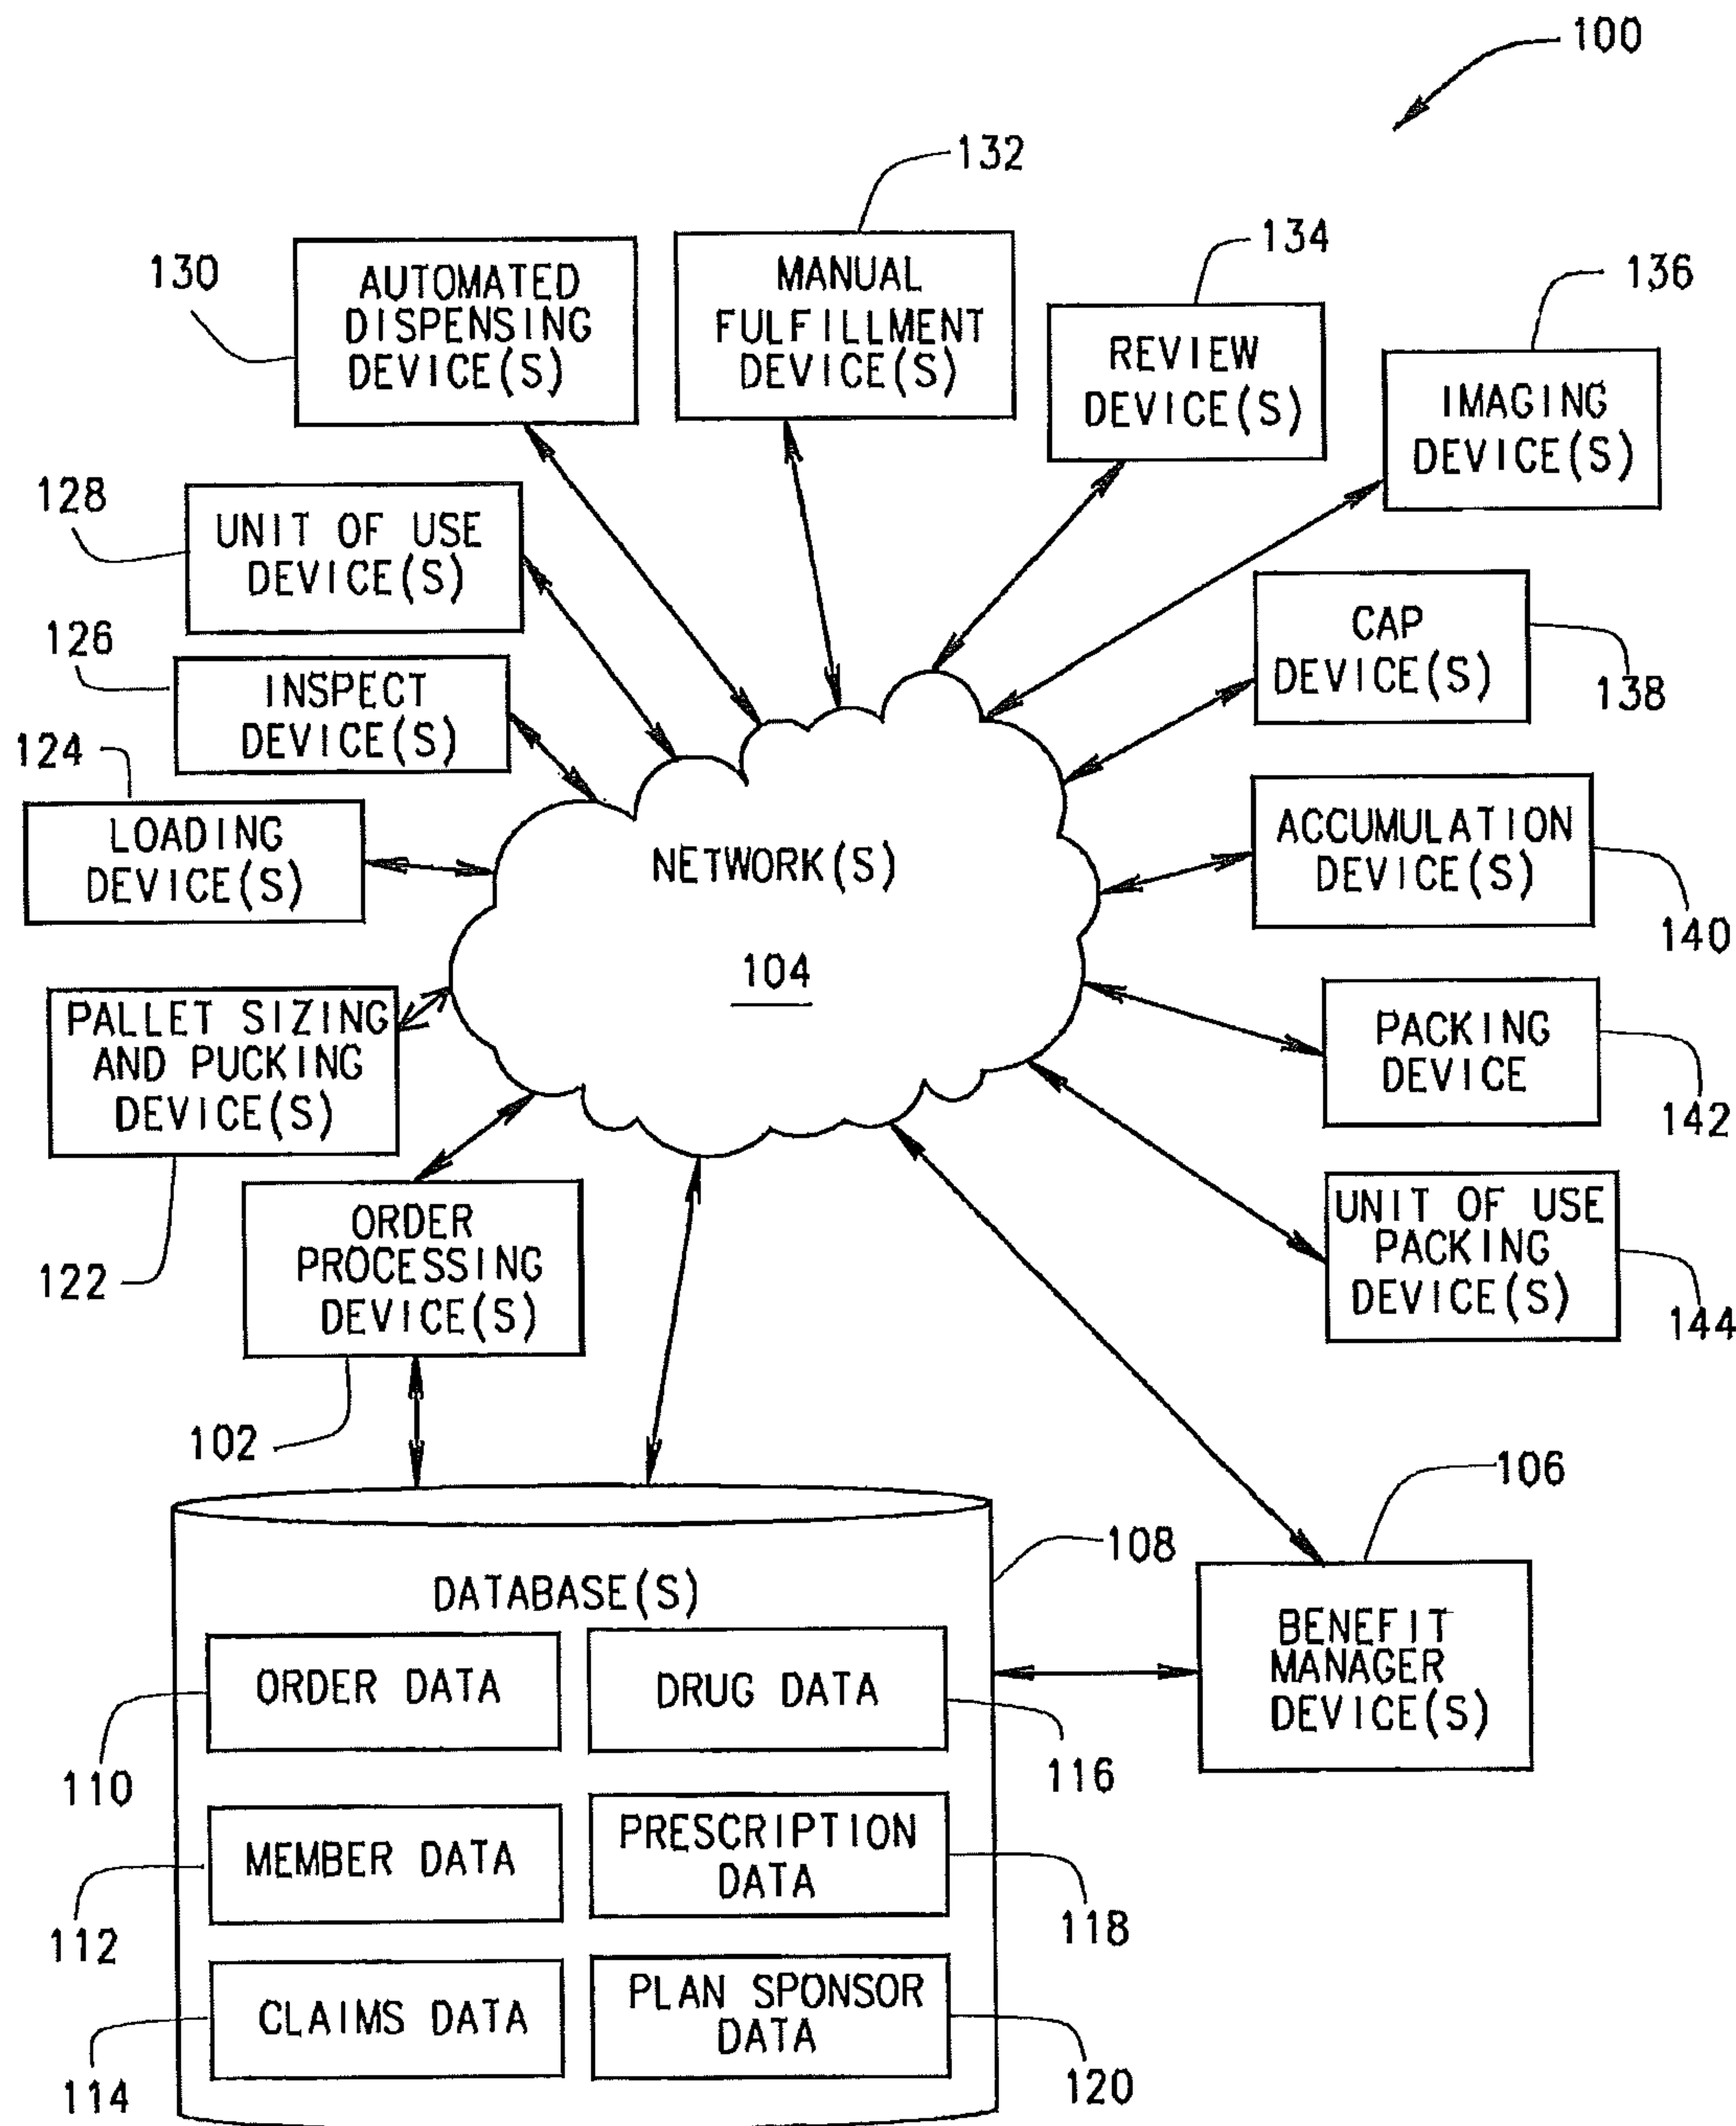 100
132
134
136
130
AUTOMATED
DISPENSING
DEVICE(S)
MANUAL
FULFILLMENT
DEVICE(S)
REVIEW
DEVICE(S)
IMAGING
DEVICE(S)
128
UNIT OF USE
DEVICE(S)
CAP
DEVICE(S)
138
126
INSPECT
DEVICE(S)
124
LOADING
DEVICE(S)
NETWORK(S)
104
ACCUMULATION
DEVICE(S)
140
PALLET SIZING
AND PUCKING
DEVICE(S)
122
PACKING
DEVICE
142
ORDER
PROCESSING
DEVICE(S)
102
UNIT OF USE
PACKING
DEVICE(S)
144
106
108
DATABASE(S)
BENEFIT
MANAGER
DEVICE(S)
ORDER DATA
110
DRUG DATA
116
MEMBER DATA
112
PRESCRIPTION
DATA
118
CLAIMS DATA
114
PLAN SPONSOR
DATA
120